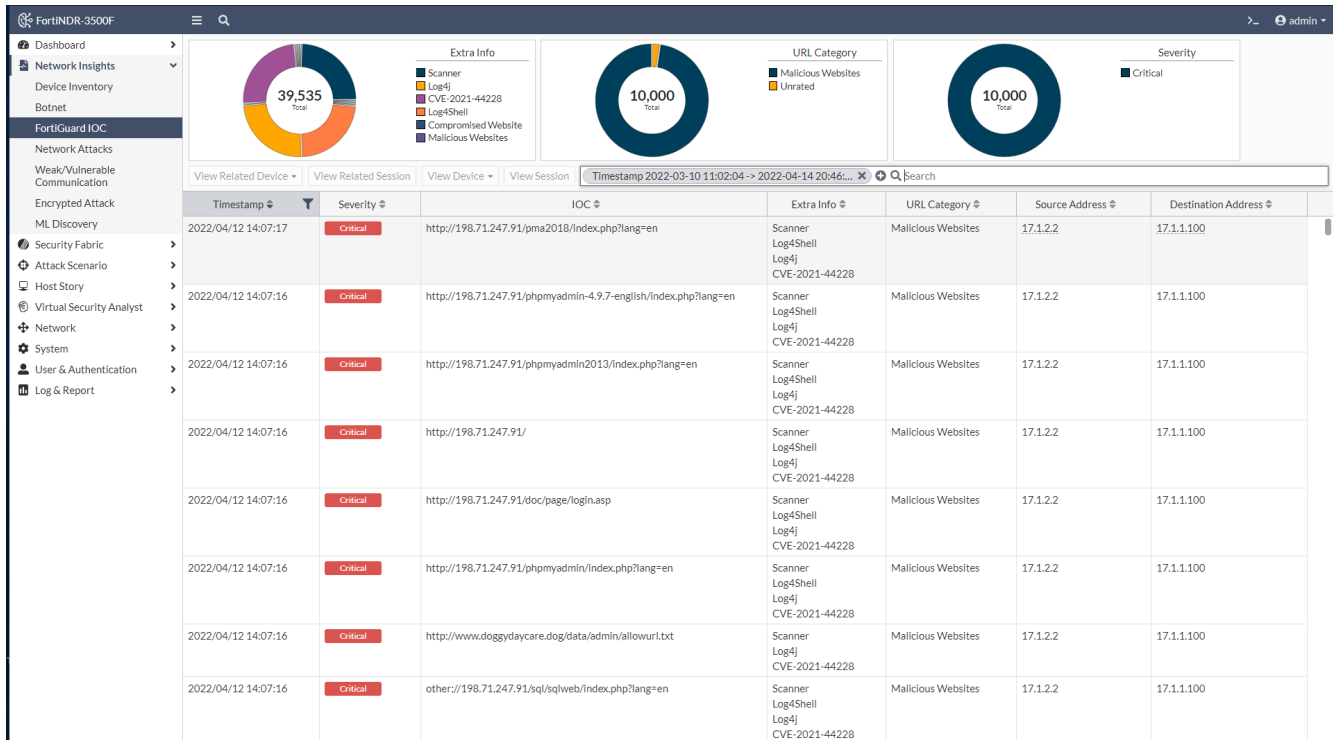 FortiNDR-3500F
>_ admin
Dashboard
Network Insights
Device Inventory
Botnet
FortiGuard IOC
Network Attacks
Weak/Vulnerable
Communication
Encrypted Attack
ML Discovery
Security Fabric
Attack Scenario
Host Story
Virtual Security Analyst
Network
System
User & Authentication
Log & Report
Extra Info
39,535
Total
Scanner
Log4j
CVE-2021-44228
Log4Shell
Compromised Website
Malicious Websites
URL Category
10,000
Total
Malicious Websites
Unrated
Severity
10,000
Total
Critical
View Related Device View Related Session View Device View Session Timestamp 2022-03-10 11:02:04 -> 2022-04-14 20:46:... Search
Timestamp Severity IOC Extra Info URL Category Source Address Destination Address
2022/04/12 14:07:17 Critical http://198.71.247.91/pma2018/index.php?lang=en Scanner Malicious Websites 17.1.2.2 17.1.1.100
Log4Shell
Log4j
CVE-2021-44228
2022/04/12 14:07:16 Critical http://198.71.247.91/phpmyadmin-4.9.7-english/index.php?lang=en Scanner Malicious Websites 17.1.2.2 17.1.1.100
Log4Shell
Log4j
CVE-2021-44228
2022/04/12 14:07:16 Critical http://198.71.247.91/phpmyadmin2013/index.php?lang=en Scanner Malicious Websites 17.1.2.2 17.1.1.100
Log4Shell
Log4j
CVE-2021-44228
2022/04/12 14:07:16 Critical http://198.71.247.91/ Scanner Malicious Websites 17.1.2.2 17.1.1.100
Log4Shell
Log4j
CVE-2021-44228
2022/04/12 14:07:16 Critical http://198.71.247.91/doc/page/login.asp Scanner Malicious Websites 17.1.2.2 17.1.1.100
Log4Shell
Log4j
CVE-2021-44228
2022/04/12 14:07:16 Critical http://198.71.247.91/phpmyadmin/index.php?lang=en Scanner Malicious Websites 17.1.2.2 17.1.1.100
Log4Shell
Log4j
CVE-2021-44228
2022/04/12 14:07:16 Critical http://www.doggydaycare.dog/data/admin/allowurl.txt Scanner Malicious Websites 17.1.2.2 17.1.1.100
Log4j
CVE-2021-44228
2022/04/12 14:07:16 Critical other://198.71.247.91/sql/sqlweb/index.php?lang=en Scanner Malicious Websites 17.1.2.2 17.1.1.100
Log4Shell
Log4j
CVE-2021-44228